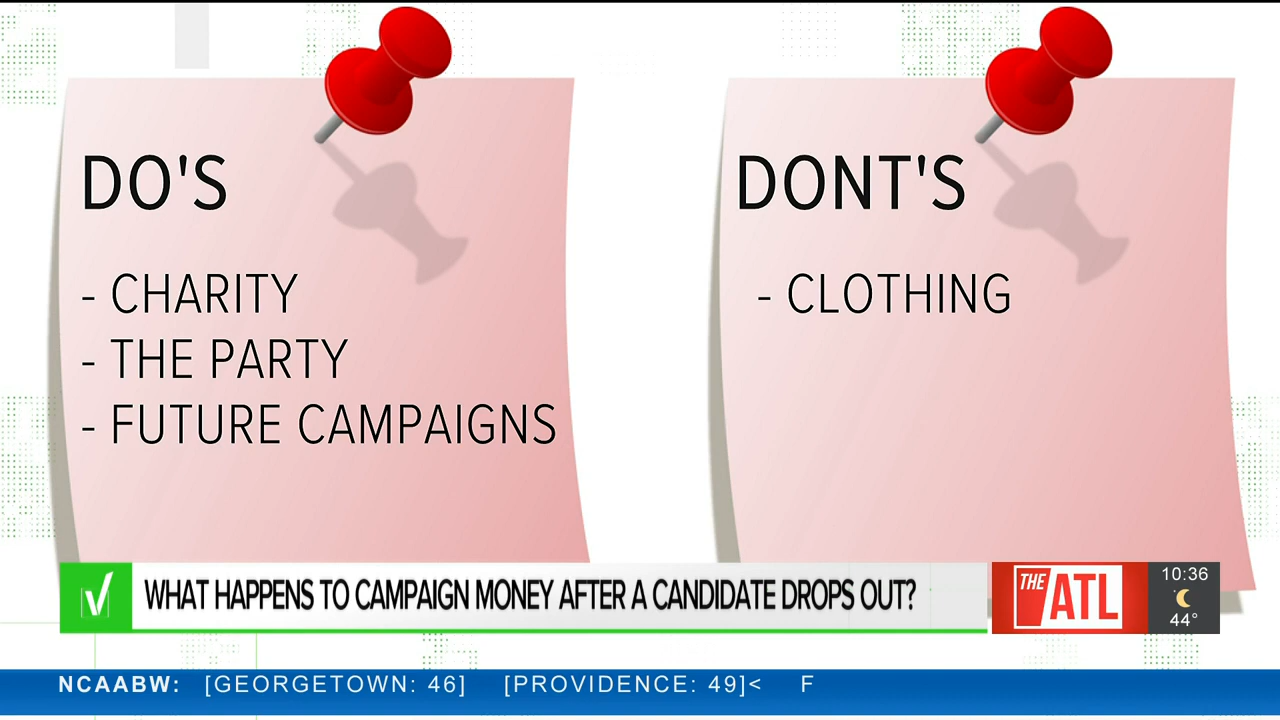 DO'S
- CHARITY
- THE PARTY
- FUTURE CAMPAIGNS
DONT'S
- CLOTHING
WHAT HAPPENS TO CAMPAIGN MONEY AFTER A CANDIDATE DROPS OUT?
THE ATL
10:36
44°
NCAABW: [GEORGETOWN: 46] [PROVIDENCE: 49]< F